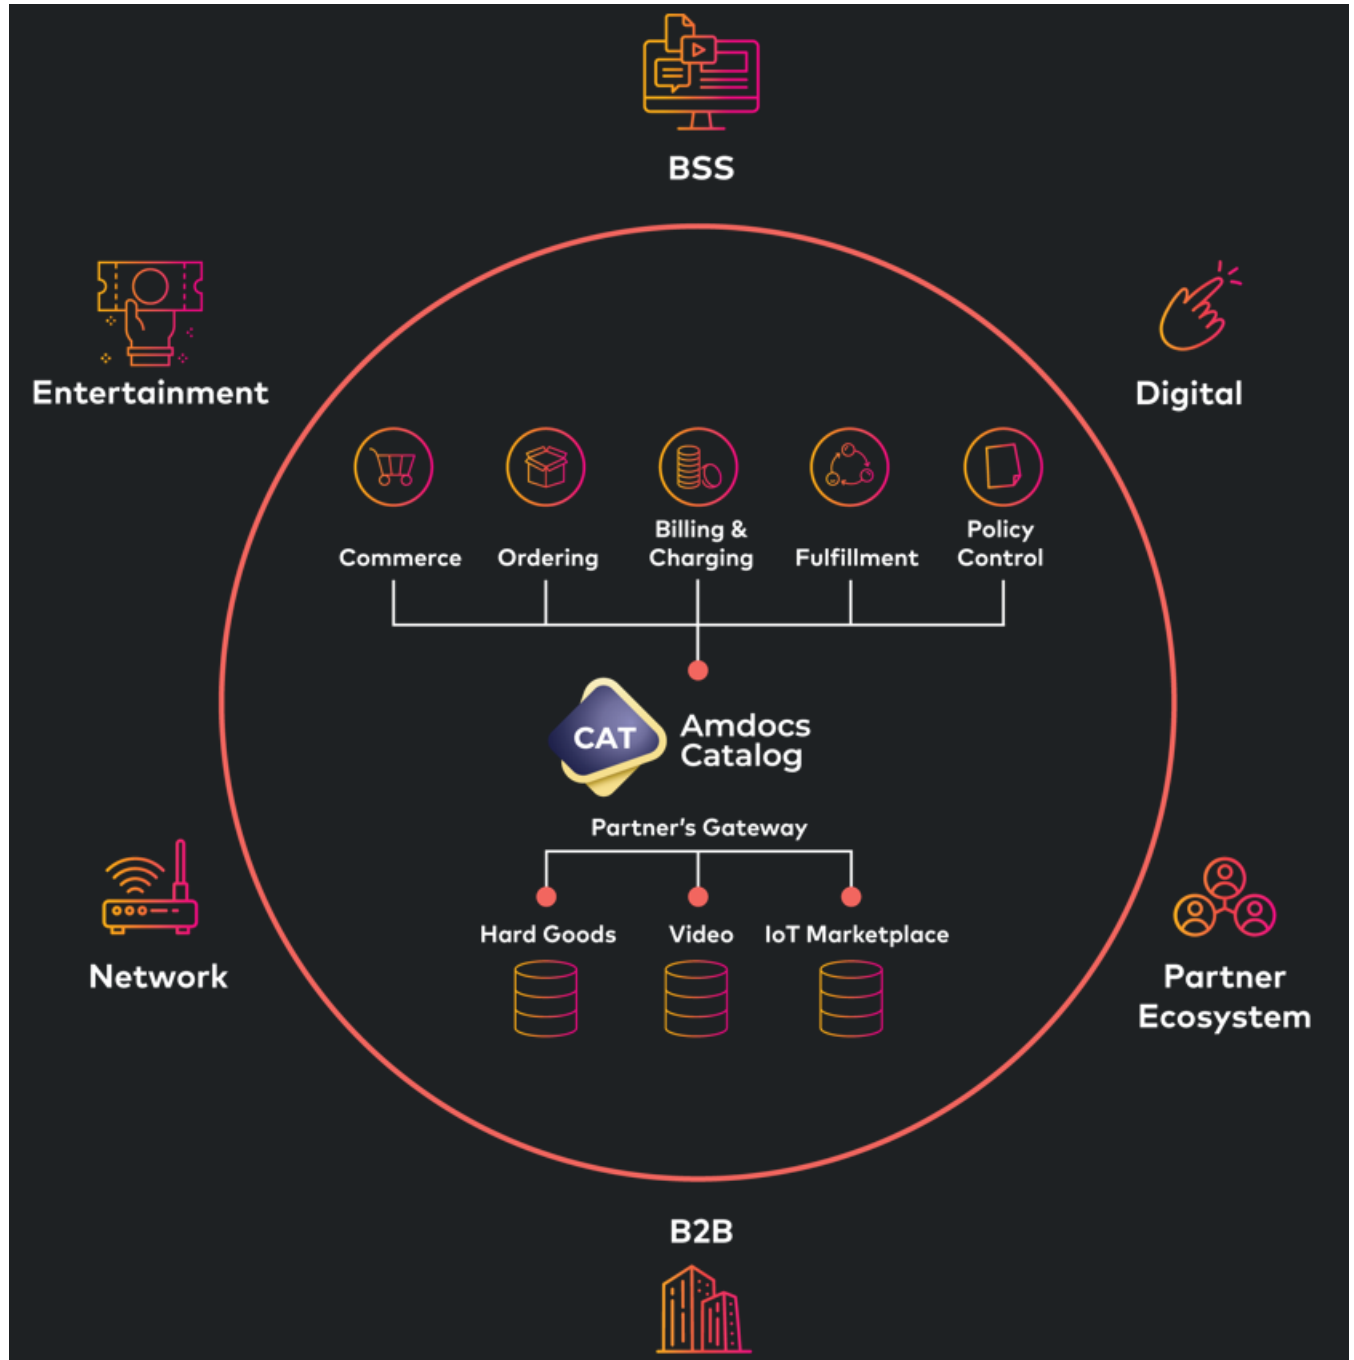 BSS
Entertainment
Digital
Commerce
Ordering
Billing &
Charging
Fulfillment
Policy
Control
CAT
Amdocs
Catalog
Partner's Gateway
Hard Goods
Video
IoT Marketplace
Network
Partner
Ecosystem
B2B